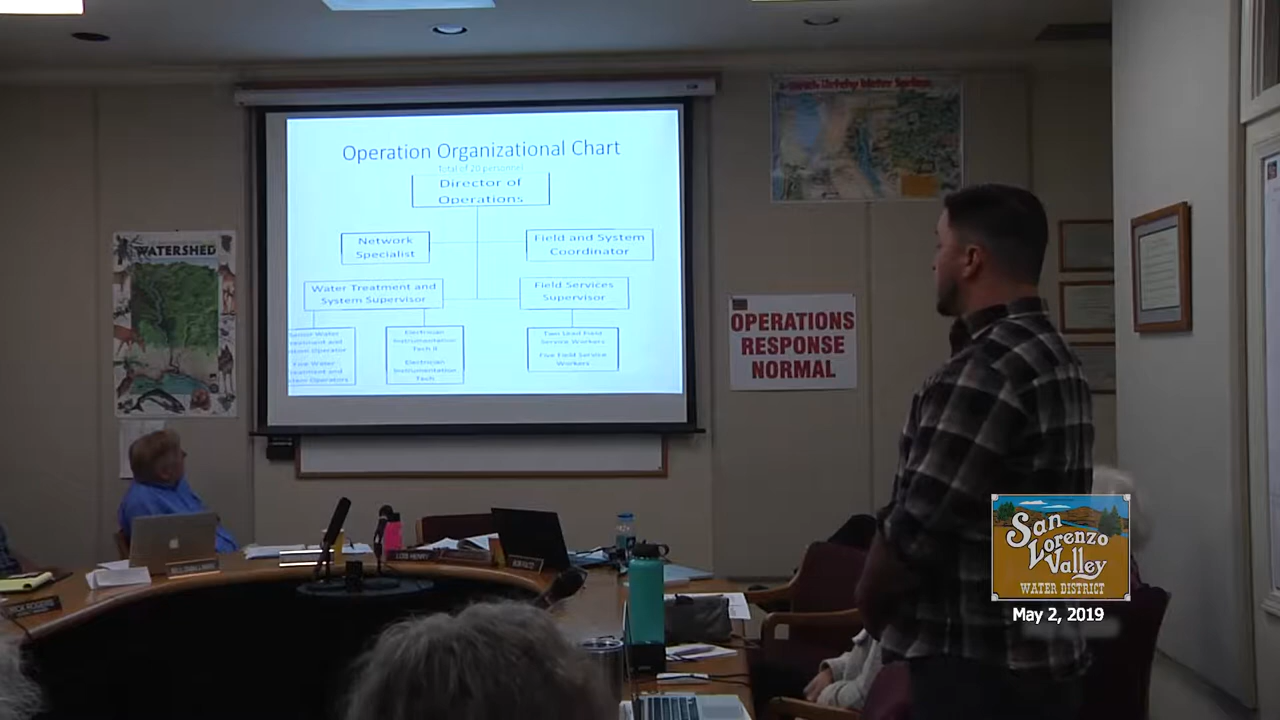 Operation Organizational Chart
Total of 20 personnel
Director of
Operations
Network
Specialist
Field and System
Coordinator
Water Treatment and
System Supervisor
Field Services
Supervisor
Electrician
Instrumentation
Tech II
Electrician
Instrumentation
Tech
Two Lead Field
Service Workers
Five Field Service
Workers
WATERSHED
OPERATIONS
RESPONSE
NORMAL
LOIS HENRY
San
Lorenzo
Valley
WATER DISTRICT
May 2, 2019